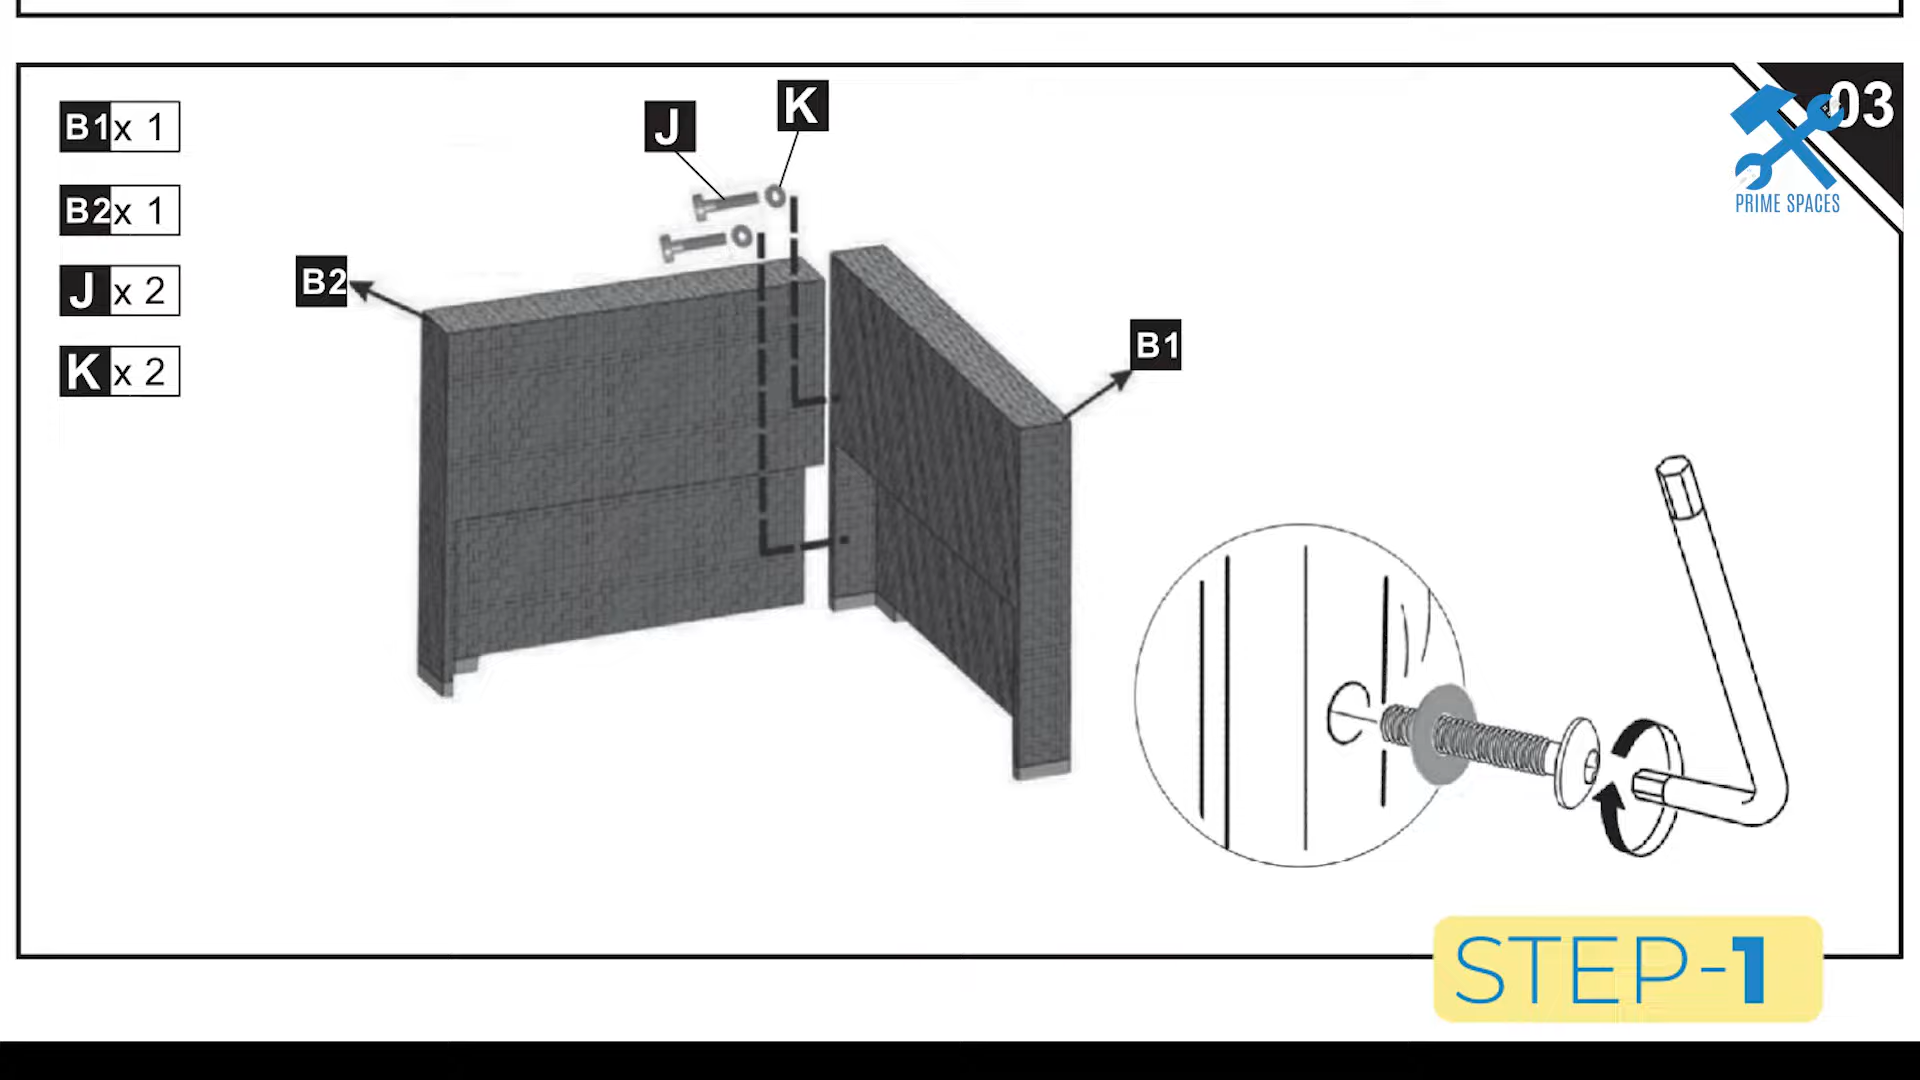 B1 x 1
B2 x 1
J x 2
K x 2
J
K
B2
B1
03
PRIME SPACES
STEP-1